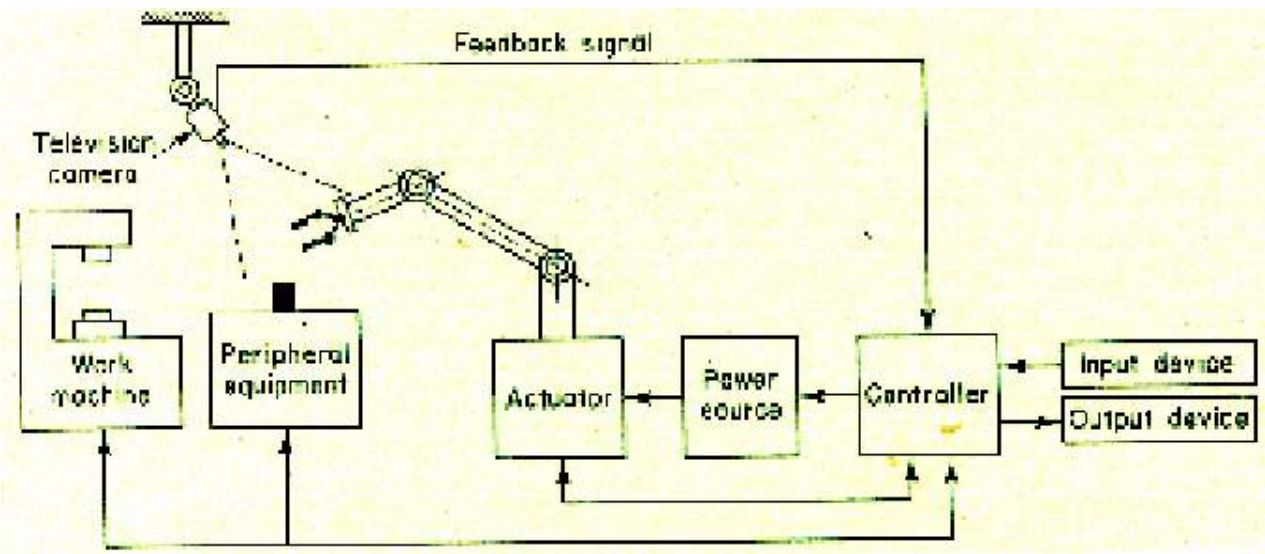 Feedback signal
Television
camera
Work
machine
Peripheral
equipment
Actuator
Power
source
Controller
Input device
Output device